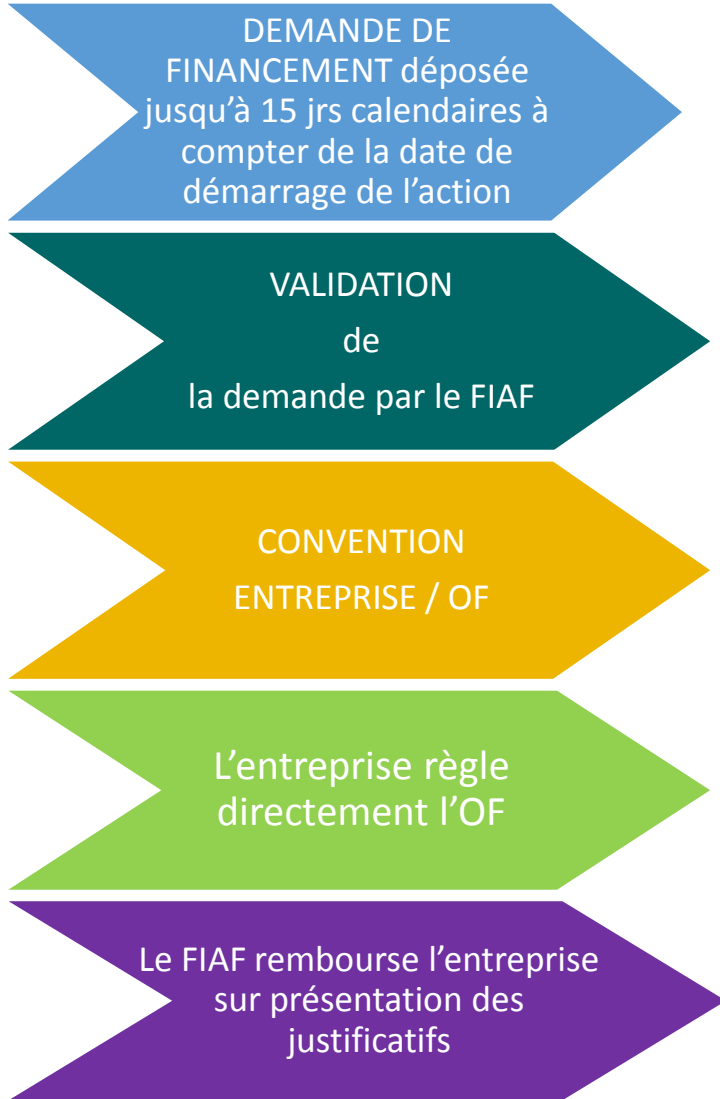 DEMANDE DE
FINANCEMENT déposée
jusqu’à 15 jrs calendaires à
compter de la date de
démarrage de l’action
VALIDATION
de
la demande par le FIAF
CONVENTION
ENTREPRISE / OF
L’entreprise règle
directement l’OF
Le FIAF rembourse l’entreprise
sur présentation des
justificatifs